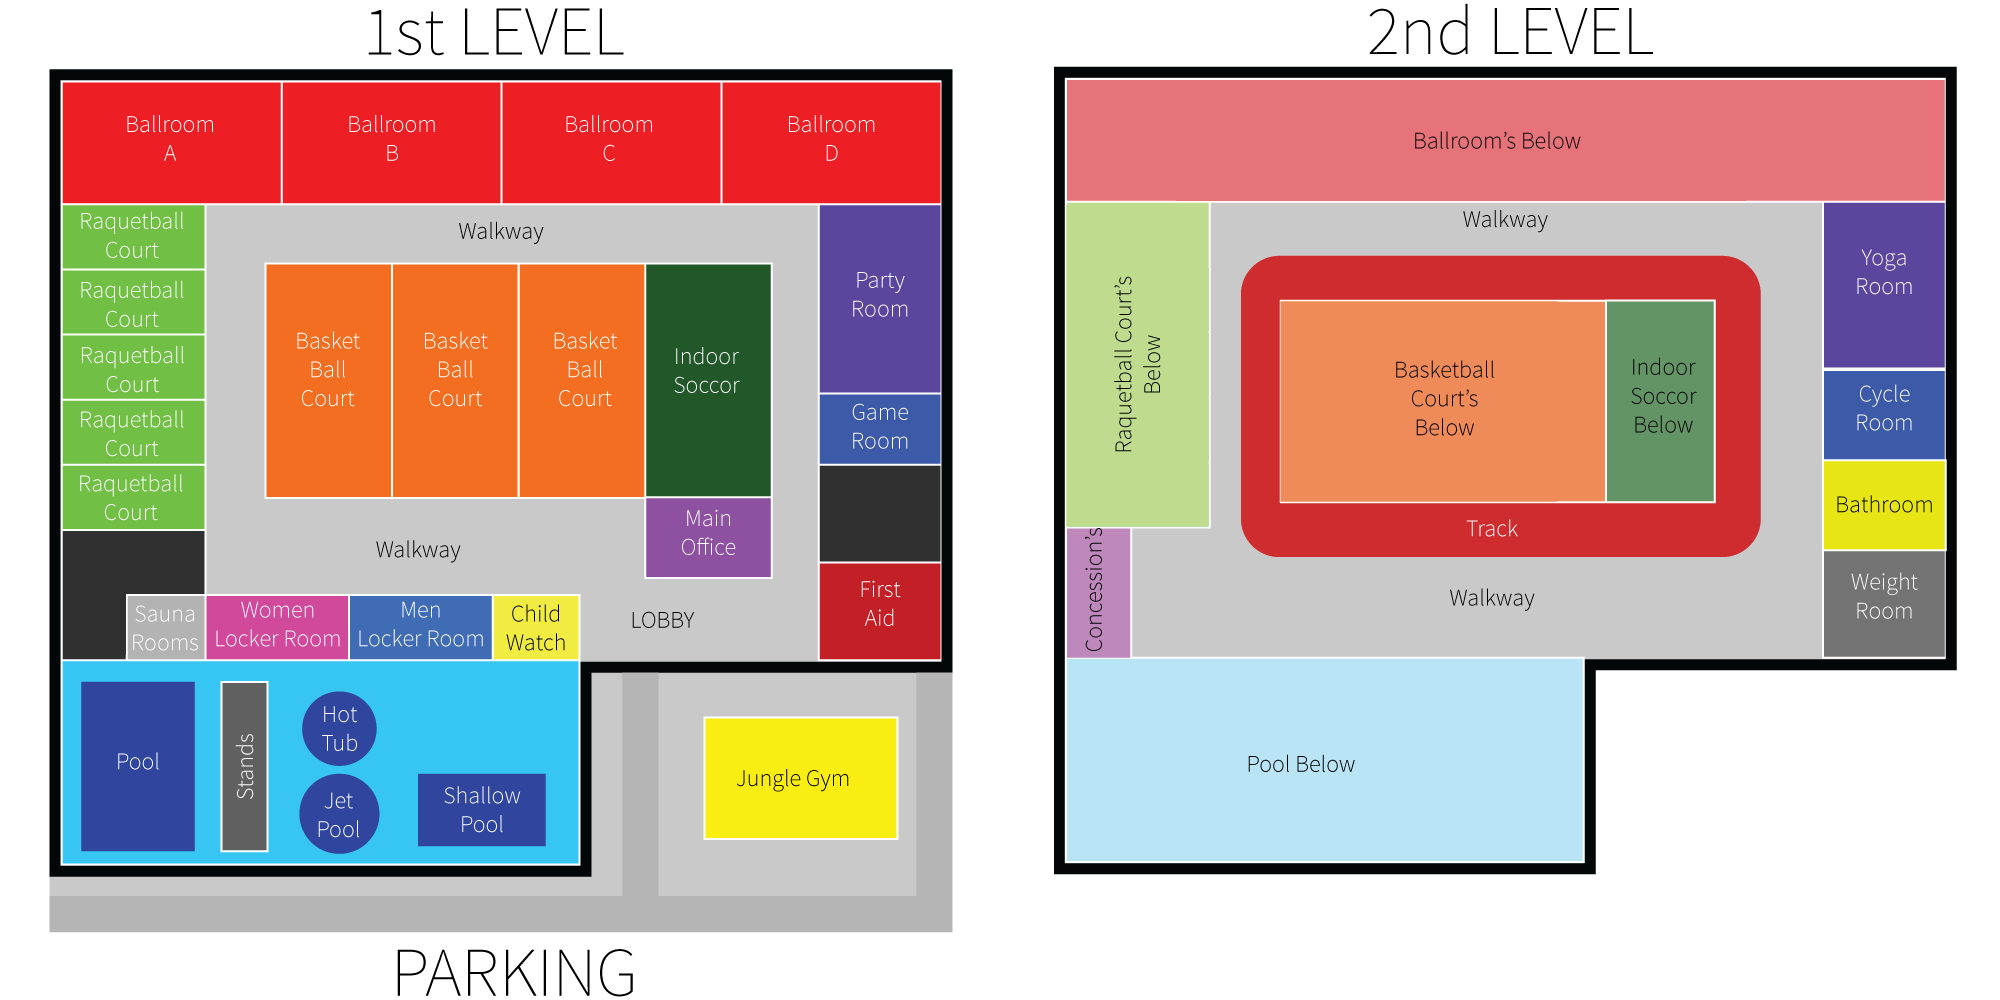 1st LEVEL
Ballroom
A
Ballroom
B
Ballroom
C
Ballroom
D
Raquetball
Court
Raquetball
Court
Raquetball
Court
Raquetball
Court
Raquetball
Court
Walkway
Basket
Ball
Court
Basket
Ball
Court
Basket
Ball
Court
Indoor
Soccor
Party
Room
Game
Room
Main
Office
Walkway
First
Aid
LOBBY
Sauna
Rooms
Women
Locker Room
Men
Locker Room
Child
Watch
Pool
Stands
Hot
Tub
Jet
Pool
Shallow
Pool
Jungle Gym
PARKING
2nd LEVEL
Ballroom’s Below
Walkway
Raquetball Court’s
Below
Basketball
Court’s
Below
Indoor
Soccor
Below
Track
Yoga
Room
Cycle
Room
Bathroom
Weight
Room
Concession’s
Walkway
Pool Below